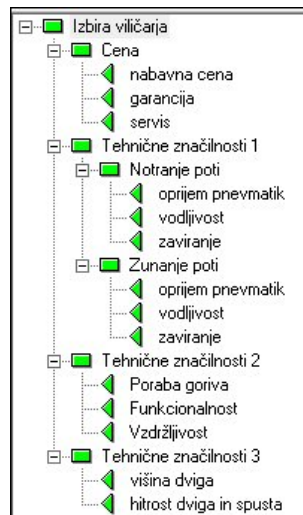 Izbira viličarja
Cena
nabavna cena
garancija
servis
Tehnične značilnosti 1
Notranje poti
oprijem pnevmatik
vodljivost
zaviranje
Zunanje poti
oprijem pnevmatik
vodljivost
zaviranje
Tehnične značilnosti 2
Poraba goriva
Funkcionalnost
Vzdržljivost
Tehnične značilnosti 3
višina dviga
hitrost dviga in spusta